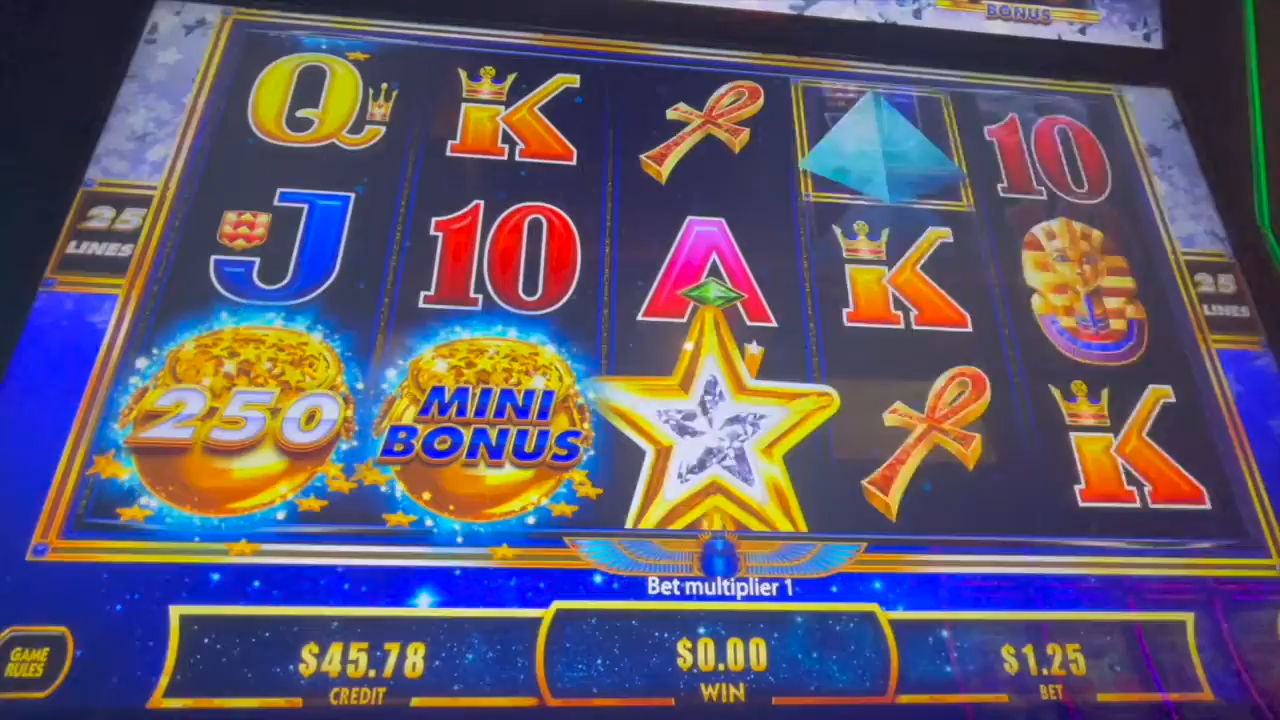 BONUS
Q
K
10
25
LINES
J
10
A
K
25
LINES
250
MINI
BONUS
K
Bet multiplier 1
GAME
RULES
$45.78
CREDIT
$0.00
WIN
$1.25
BET